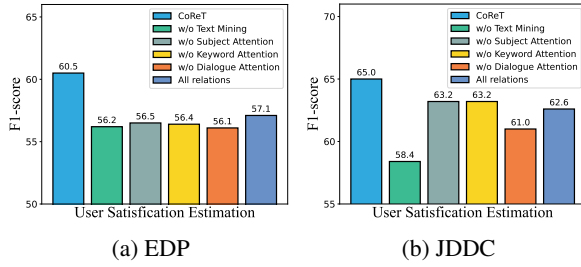 65
60
55
50
F1-score
CoReT
w/o Text Mining
w/o Subject Attention
w/o Keyword Attention
w/o Dialogue Attention
All relations
60.5
56.2
56.5
56.4
56.1
57.1
User Satisfication Estimation
(a) EDP
70
65
60
55
F1-score
CoReT
w/o Text Mining
w/o Subject Attention
w/o Keyword Attention
w/o Dialogue Attention
All relations
65.0
58.4
63.2
63.2
61.0
62.6
User Satisfication Estimation
(b) JDDC